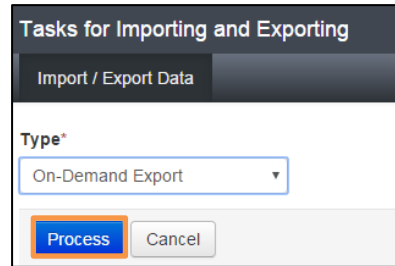 Tasks for Importing and Exporting
Import / Export Data
Type*
On-Demand Export
Process Cancel